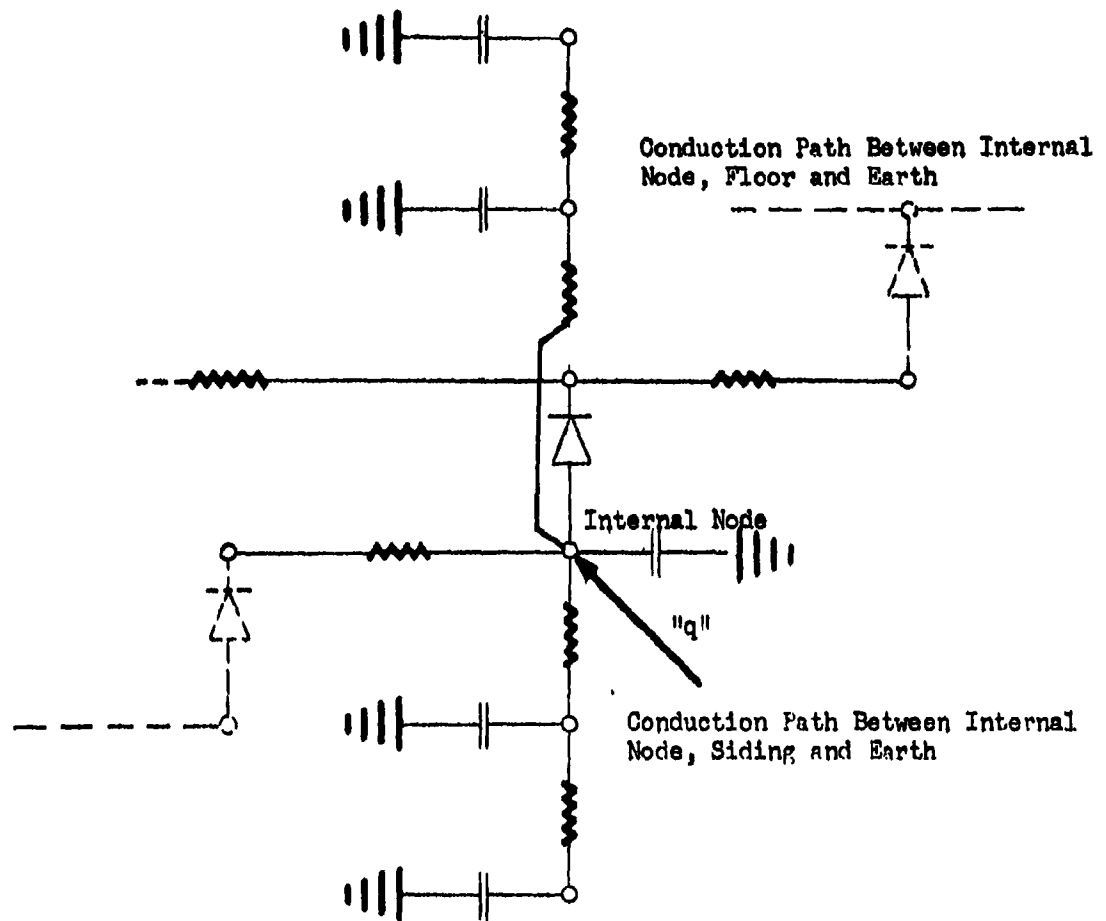 Conduction Path Between Internal
Node, Floor and Earth
Internal Node
"q"
Conduction Path Between Internal
Node, Siding and Earth